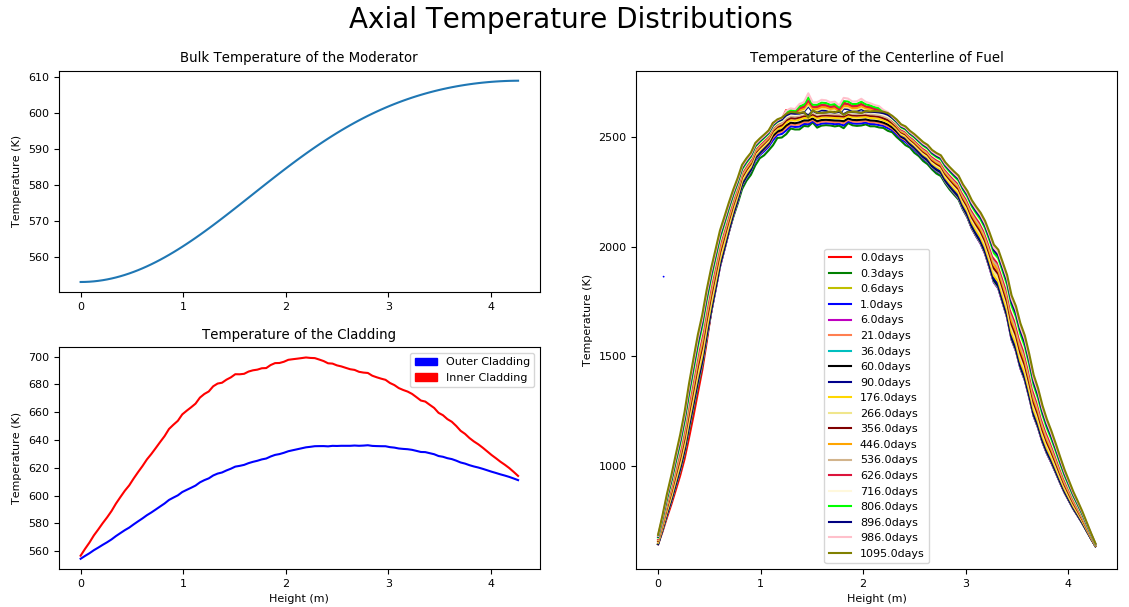 Axial Temperature Distributions
Bulk Temperature of the Moderator
Temperature (K)
610
600
590
580
570
560
0 1 2 3 4
Temperature of the Cladding
Temperature (K)
700
680
660
640
620
600
580
560
Outer Cladding
Inner Cladding
0 1 2 3 4
Height (m)
Temperature of the Centerline of Fuel
Temperature (K)
2500
2000
1500
1000
0.0days
0.3days
0.6days
1.0days
6.0days
21.0days
36.0days
60.0days
90.0days
176.0days
266.0days
356.0days
446.0days
536.0days
626.0days
716.0days
806.0days
896.0days
986.0days
1095.0days
0 1 2 3 4
Height (m)